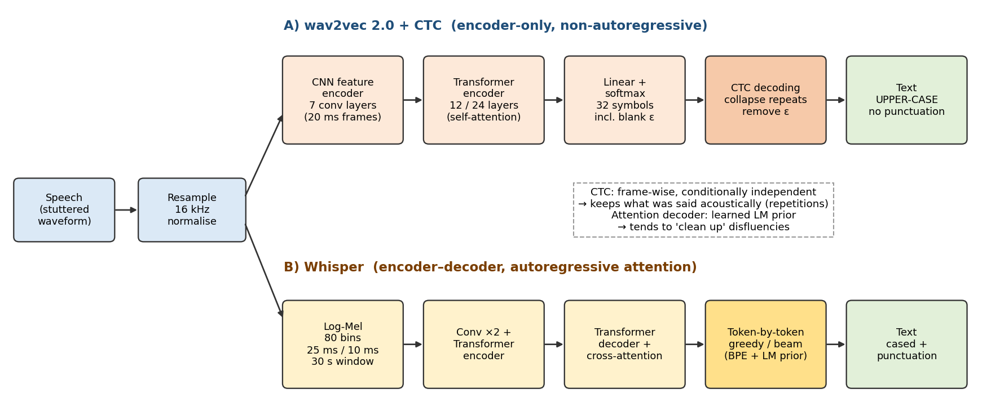 A) wav2vec 2.0 + CTC  (encoder-only, non-autoregressive)
CNN feature
encoder
7 conv layers
(20 ms frames)
Transformer
encoder
12 / 24 layers
(self-attention)
Linear +
softmax
32 symbols
incl. blank ε
CTC decoding
collapse repeats
remove ε
Text
UPPER-CASE
no punctuation
Speech
(stuttered
waveform)
Resample
16 kHz
normalise
CTC: frame-wise, conditionally independent
→ keeps what was said acoustically (repetitions)
Attention decoder: learned LM prior
→ tends to 'clean up' disfluencies
B) Whisper  (encoder–decoder, autoregressive attention)
Log-Mel
80 bins
25 ms / 10 ms
30 s window
Conv ×2 +
Transformer
encoder
Transformer
decoder +
cross-attention
Token-by-token
greedy / beam
(BPE + LM prior)
Text
cased +
punctuation